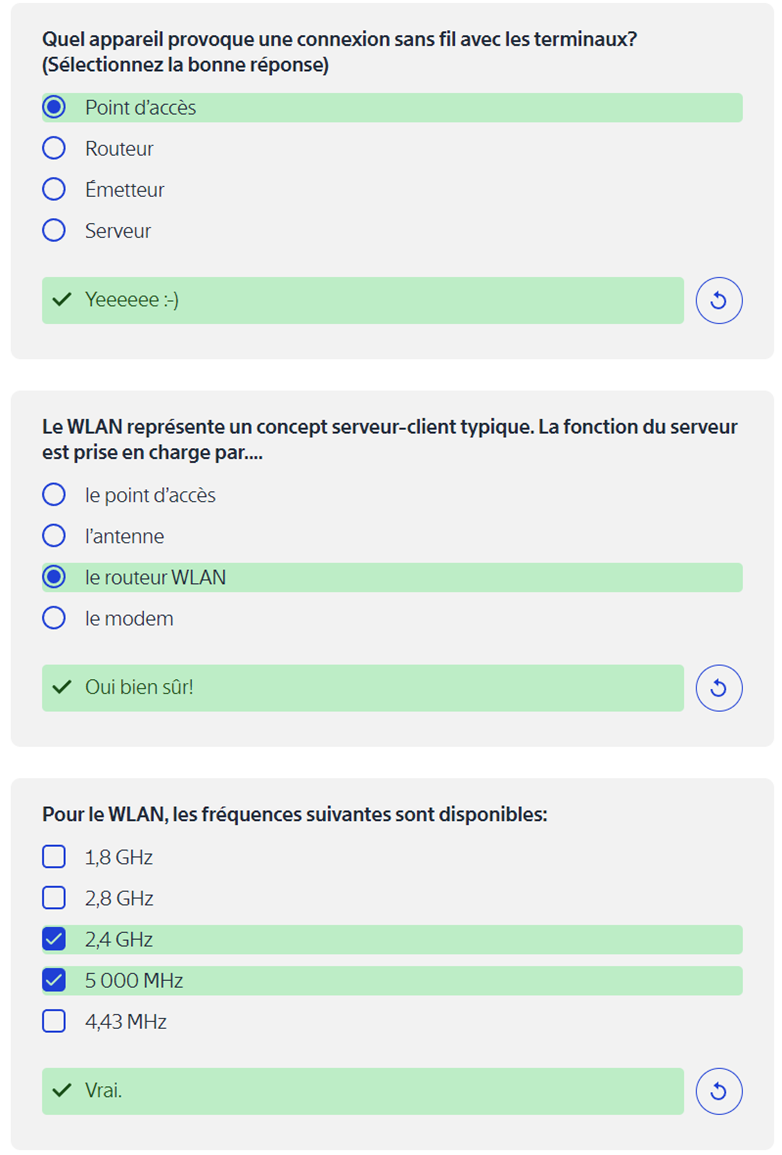 Quel appareil provoque une connexion sans fil avec les terminaux?
(Sélectionnez la bonne réponse)
Point d’accès
Routeur
Émetteur
Serveur
Yeeeeee :-)
Le WLAN représente un concept serveur-client typique. La fonction du serveur
est prise en charge par....
le point d’accès
l’antenne
le routeur WLAN
le modem
Oui bien sûr!
Pour le WLAN, les fréquences suivantes sont disponibles:
1,8 GHz
2,8 GHz
2,4 GHz
5 000 MHz
4,43 MHz
Vrai.